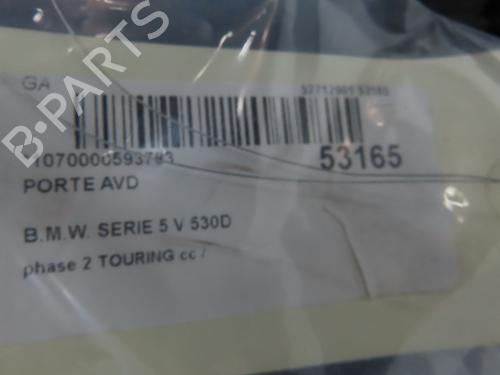 GA
53165
PORTE AVD
B.M.W. SERIE 5 V 530D
phase 2 TOURING cc /
B-PARTS